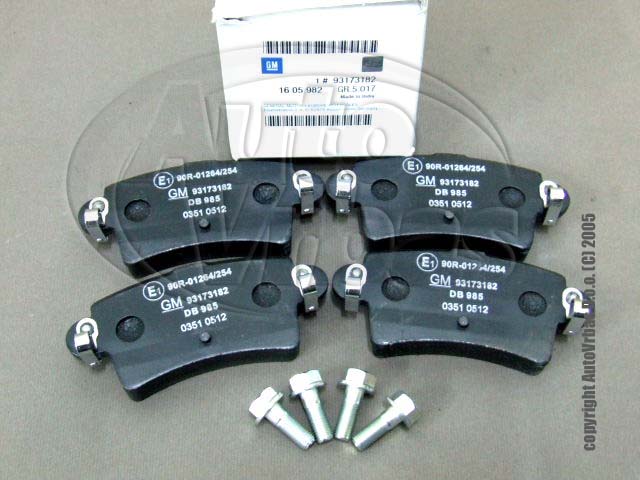 GM
1 # 93173182
16 05 982 GR 5 017
Made in India
E1 90R-01264/254
GM 93173182
DB 985
0351 0512
E1 90R-01264/254
GM 93173182
DB 985
0351 0512
E1 90R-01264/254
GM 93173182
DB 985
0351 0512
E1 90R-01264/254
GM 93173182
DB 985
0351 0512
Auto
copyright AutoVrba s.r.o. (C) 2005